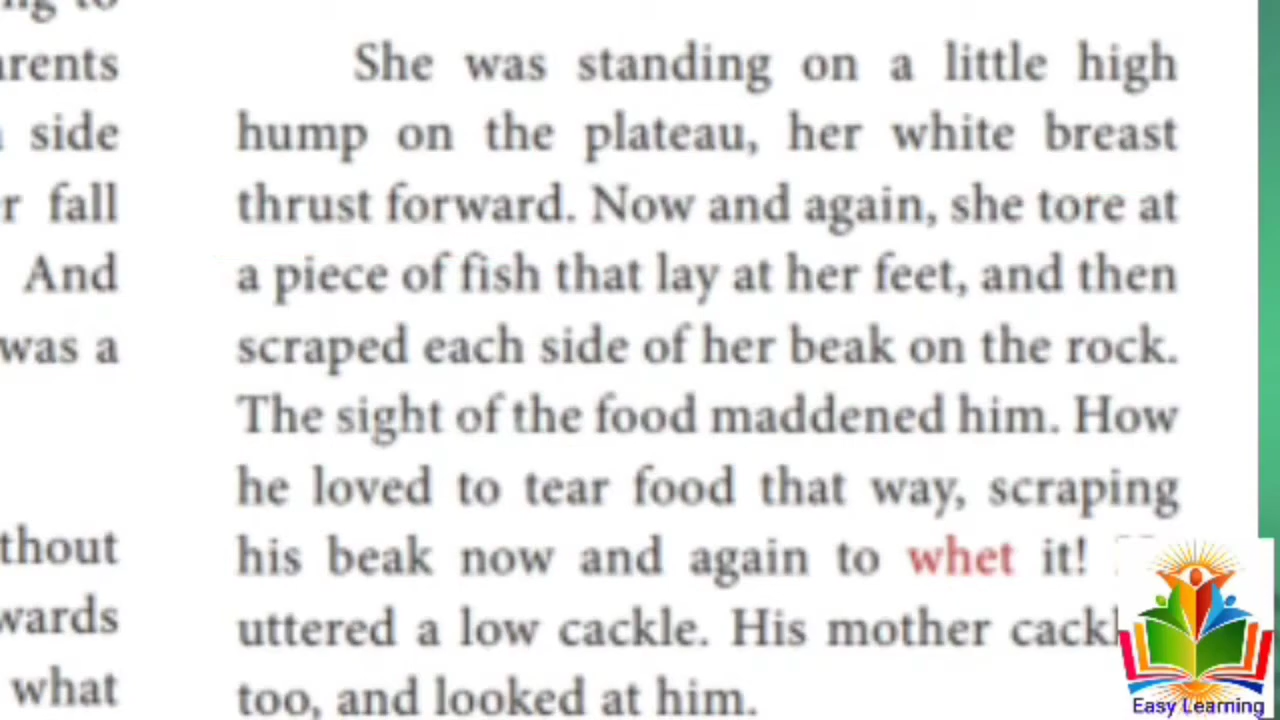 ng to
arents
side
r fall
And
was a
thout
wards
what
She was standing on a little high
hump on the plateau, her white breast
thrust forward. Now and again, she tore at
a piece of fish that lay at her feet, and then
scraped each side of her beak on the rock.
The sight of the food maddened him. How
he loved to tear food that way, scraping
his beak now and again to whet it!
uttered a low cackle. His mother cackl
too, and looked at him.
Easy Learning